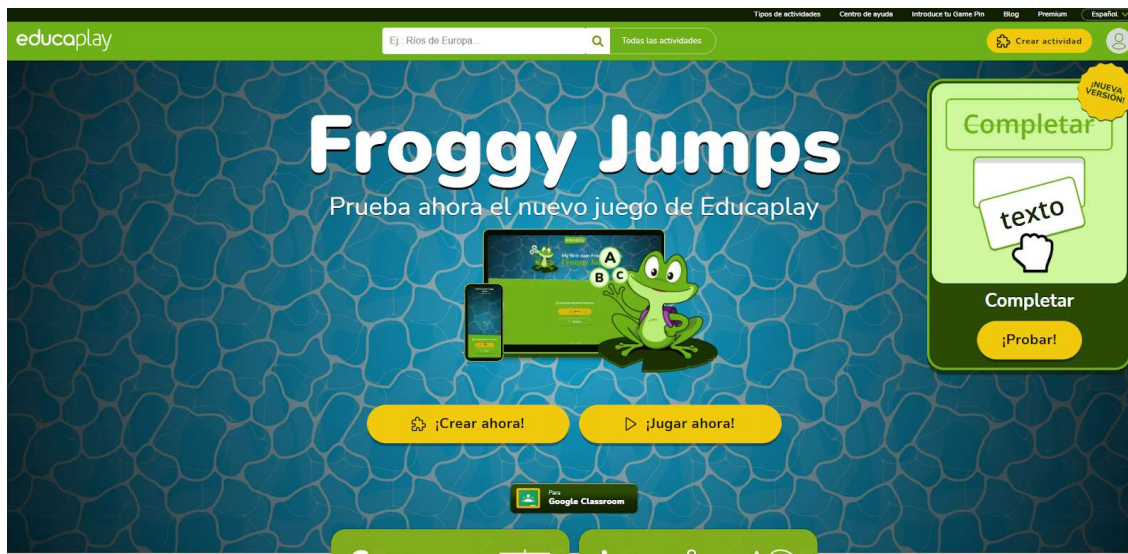 Tipos de actividades Centro de ayuda Introduce tu Game Pin Blog Premium Español
educaplay
Ej.: Ríos de Europa...
Todas las actividades
Crear actividad
¡NUEVA VERSIÓN!
Froggy Jumps
Prueba ahora el nuevo juego de Educaplay
A
B C
Completar
texto
Completar
¡Probar!
¡Crear ahora!
¡Jugar ahora!
Para
Google Classroom